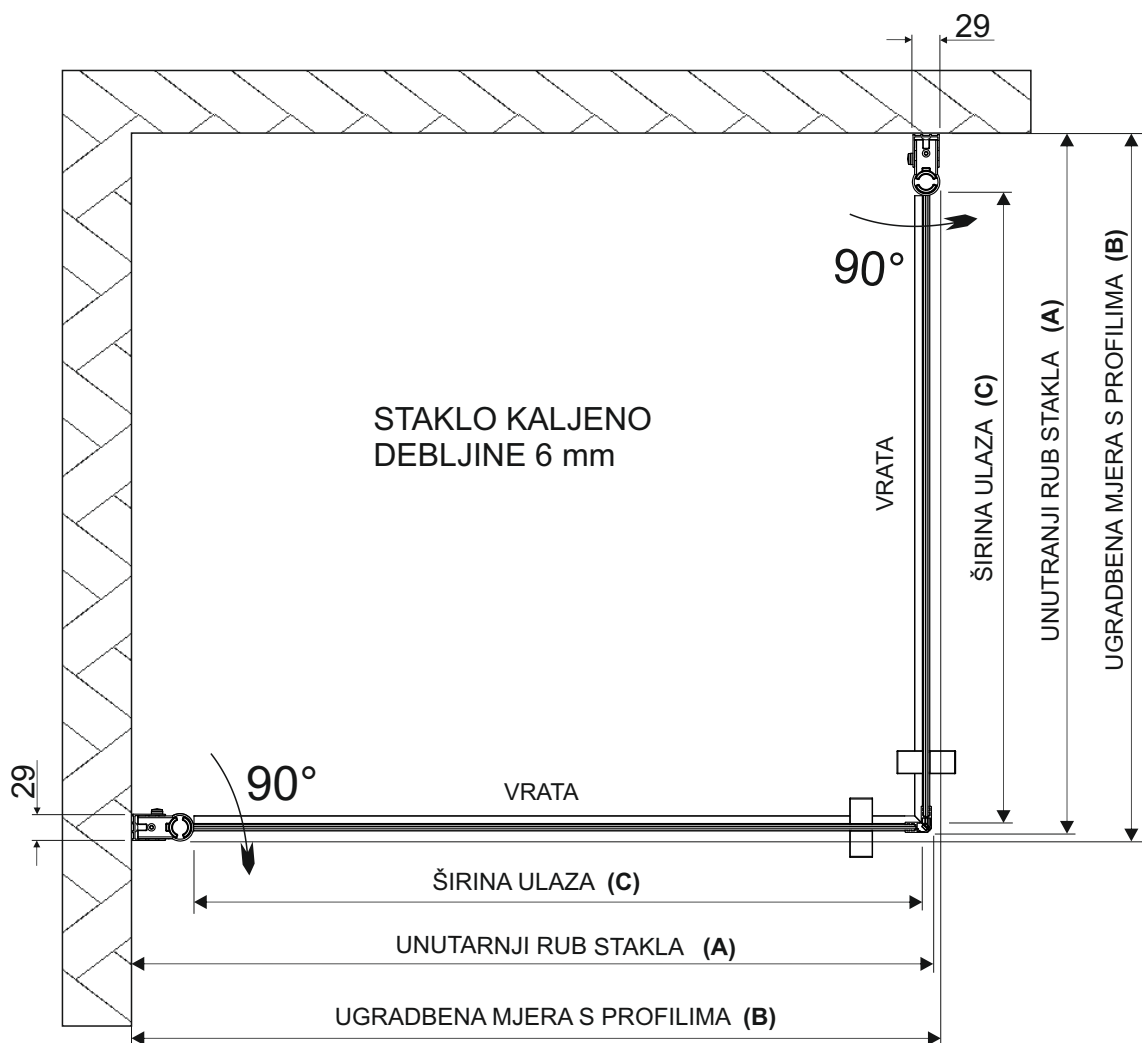 29
90°
STAKLO KALJENO
DEBLJINE 6 mm
VRATA
ŠIRINA ULAZA (C)
UNUTRANJI RUB STAKLA (A)
UGRADBENA MJERA S PROFILIMA (B)
29
90°
VRATA
ŠIRINA ULAZA (C)
UNUTARNJI RUB STAKLA (A)
UGRADBENA MJERA S PROFILIMA (B)